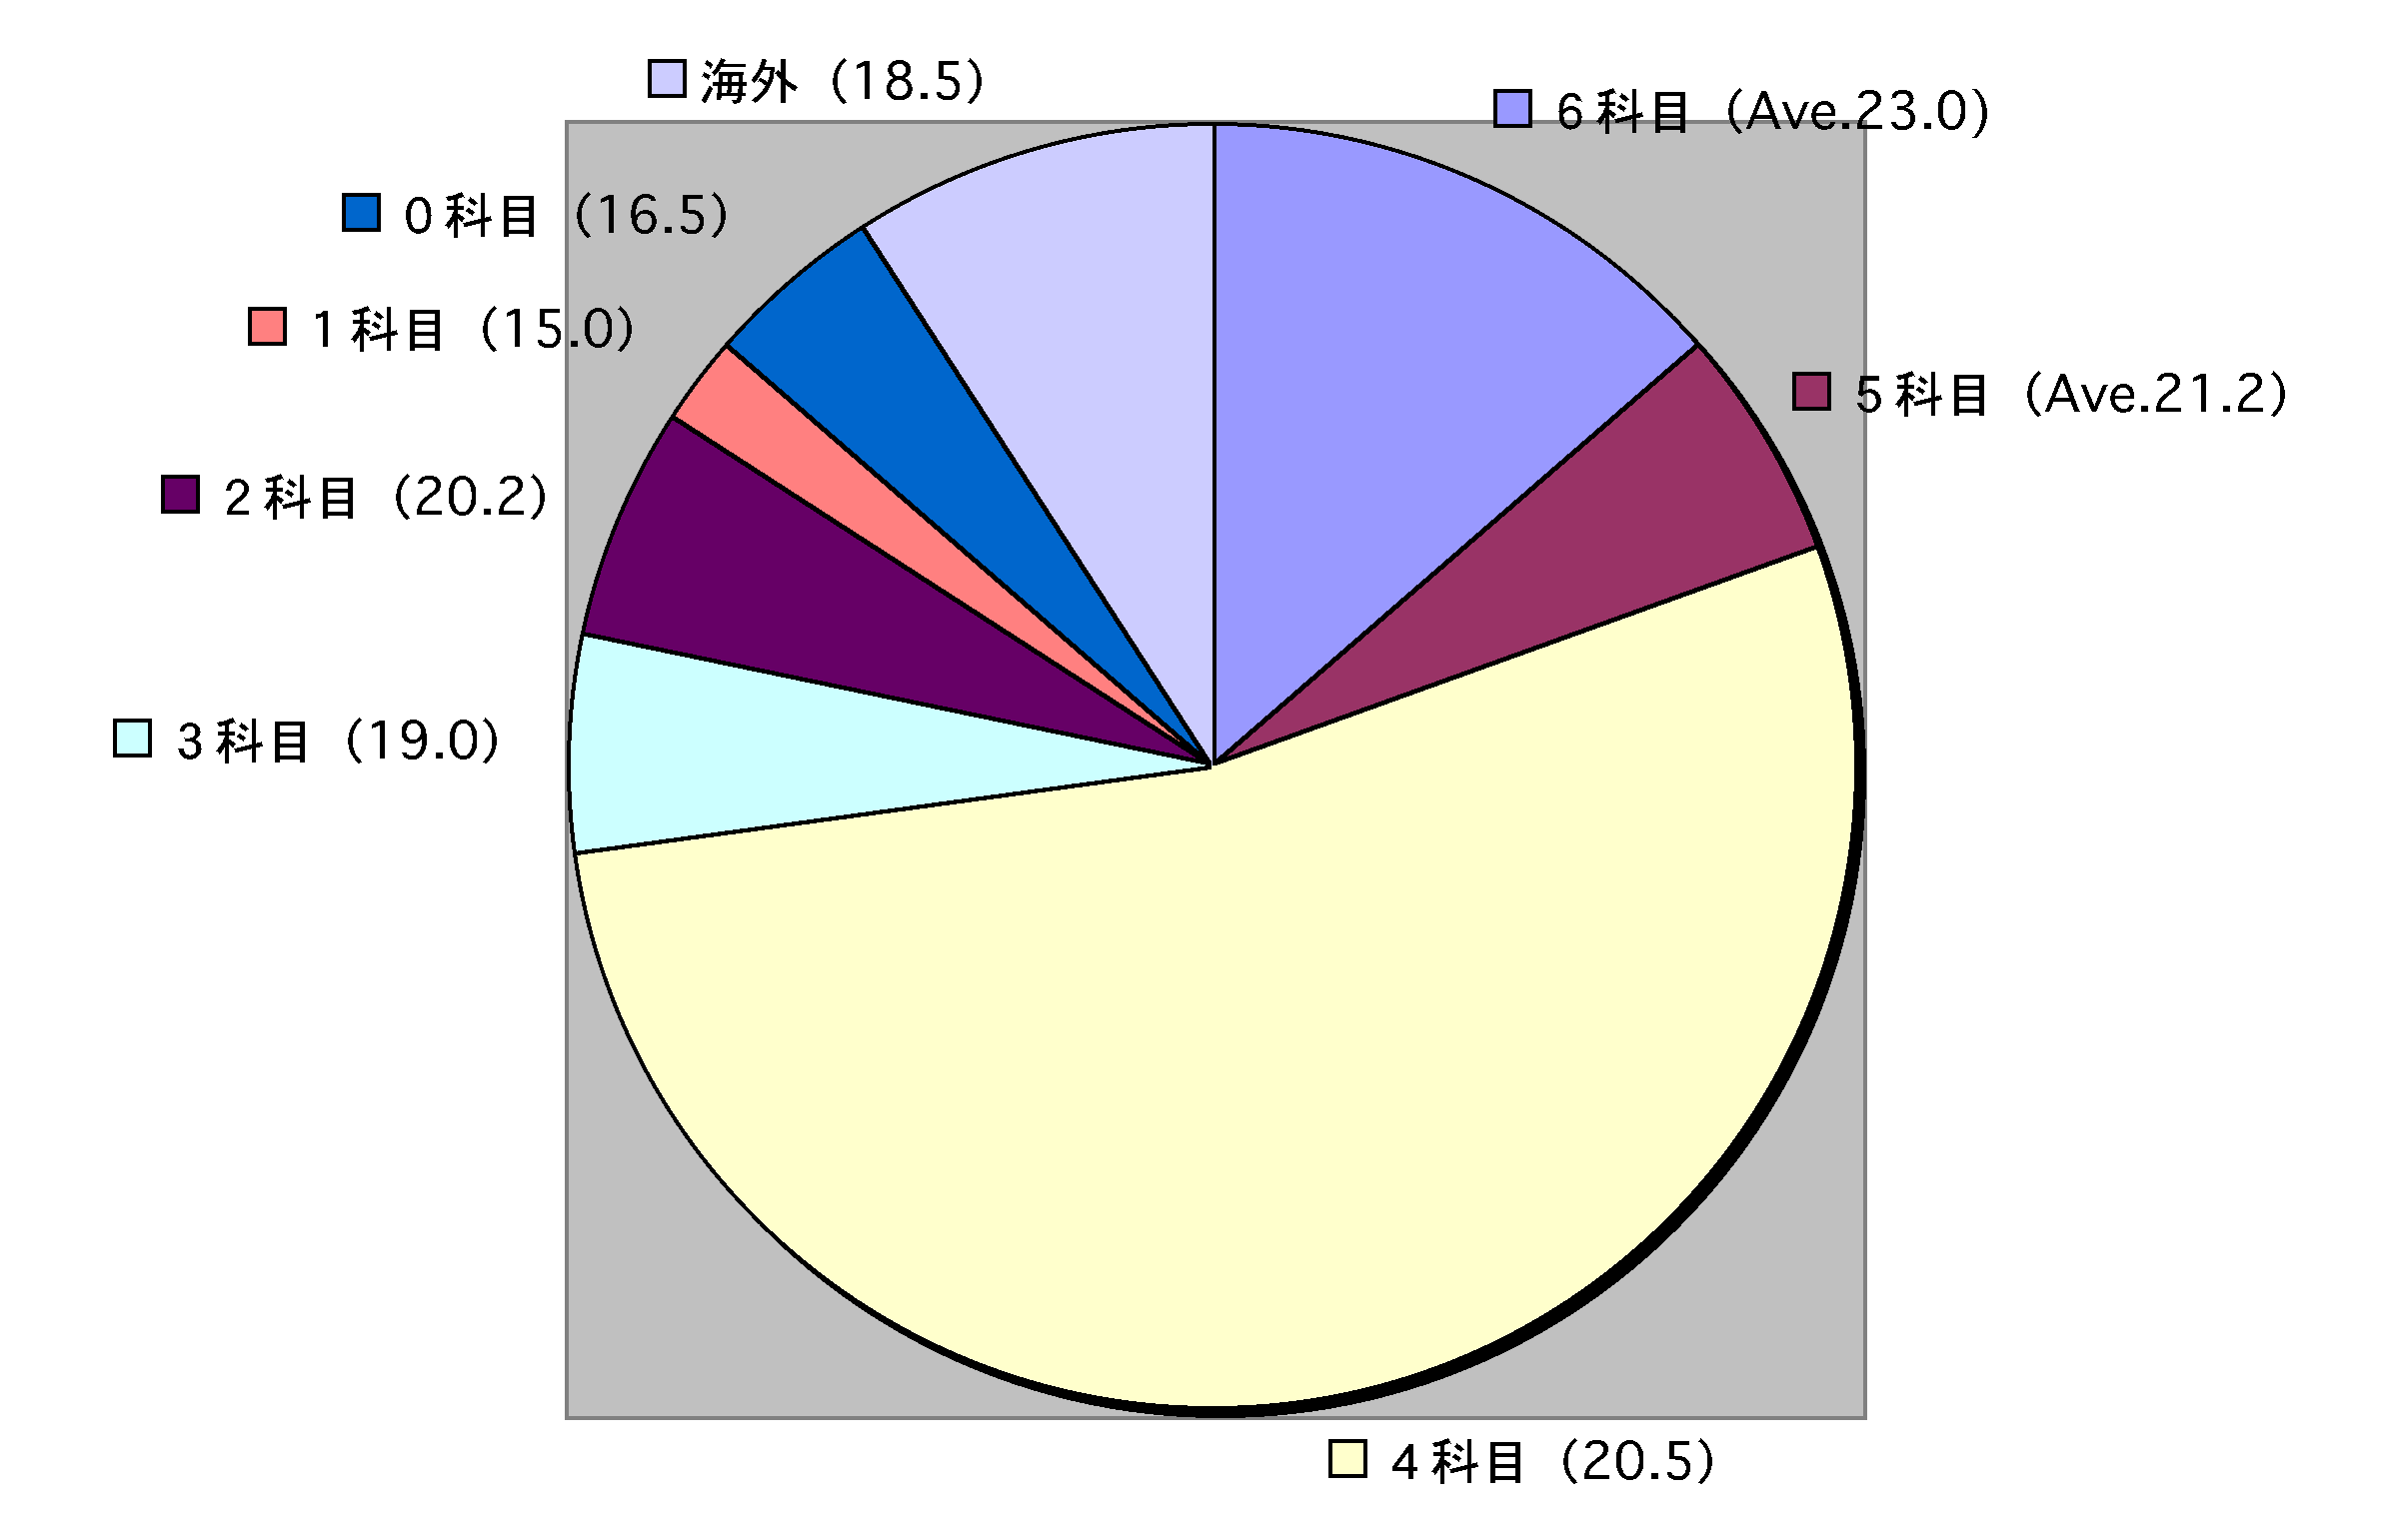 海外（18.5）
6 科目（Ave.23.0）
0 科目（16.5）
1 科目（15.0）
5 科目（Ave.21.2）
2 科目（20.2）
3 科目（19.0）
4 科目（20.5）